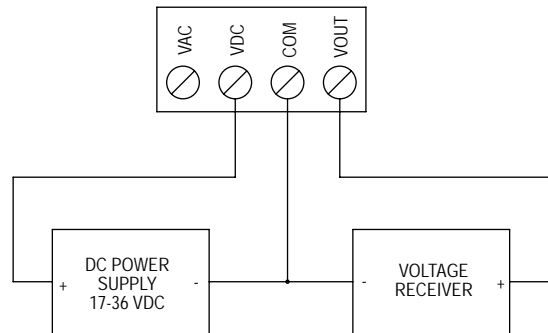 VAC
VDC
COM
VOUT
+
DC POWER
SUPPLY
17-36 VDC
-
-
VOLTAGE
RECEIVER
+